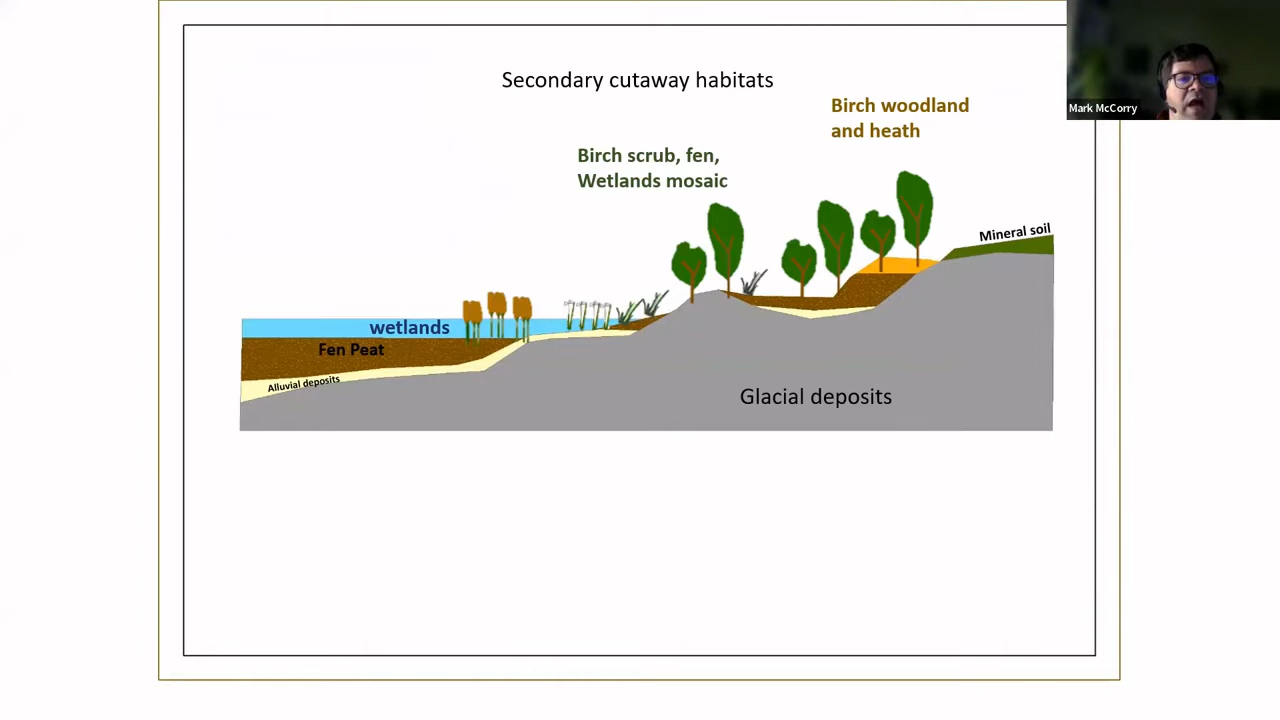 Secondary cutaway habitats
Birch woodland
and heath
Mark McCorry
Birch scrub, fen,
Wetlands mosaic
Mineral soil
wetlands
Fen Peat
Alluvial deposits
Glacial deposits